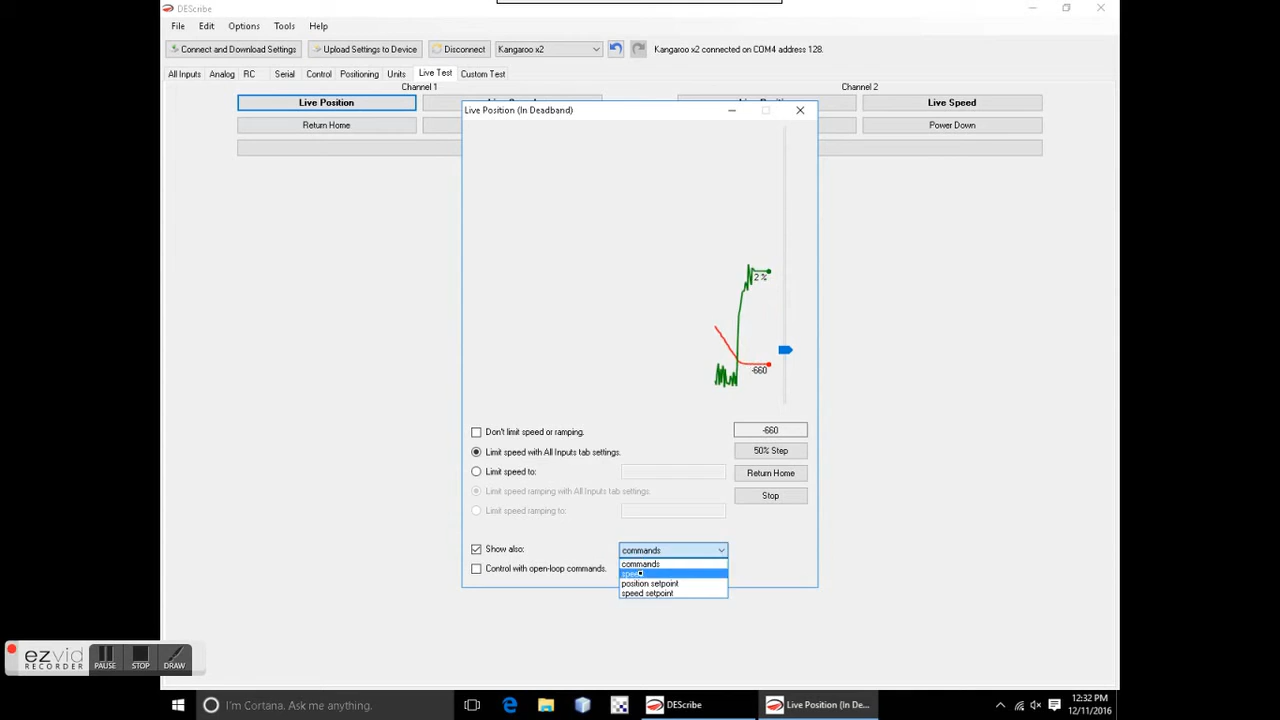 DEScribe
File Edit Options Tools Help
Connect and Download Settings Upload Settings to Device Disconnect Kangaroo x2 Kangaroo x2 connected on COM4 address 128.
All Inputs Analog RC Serial Control Positioning Units Live Test Custom Test
Channel 1 Channel 2
Live Position Live Speed
Live Position (In Deadband)
Return Home Power Down
2 %
-660
Don't limit speed or ramping. -660
Limit speed with All Inputs tab settings. 50% Step
Limit speed to: Return Home
Limit speed ramping with All Inputs tab settings. Stop
Limit speed ramping to:
Show also: commands
commands
Control with open-loop commands. speed
position setpoint
speed setpoint
ezvid
RECORDER
PAUSE STOP DRAW
I'm Cortana. Ask me anything. DEScribe Live Position (In De... 12:32 PM
12/11/2016